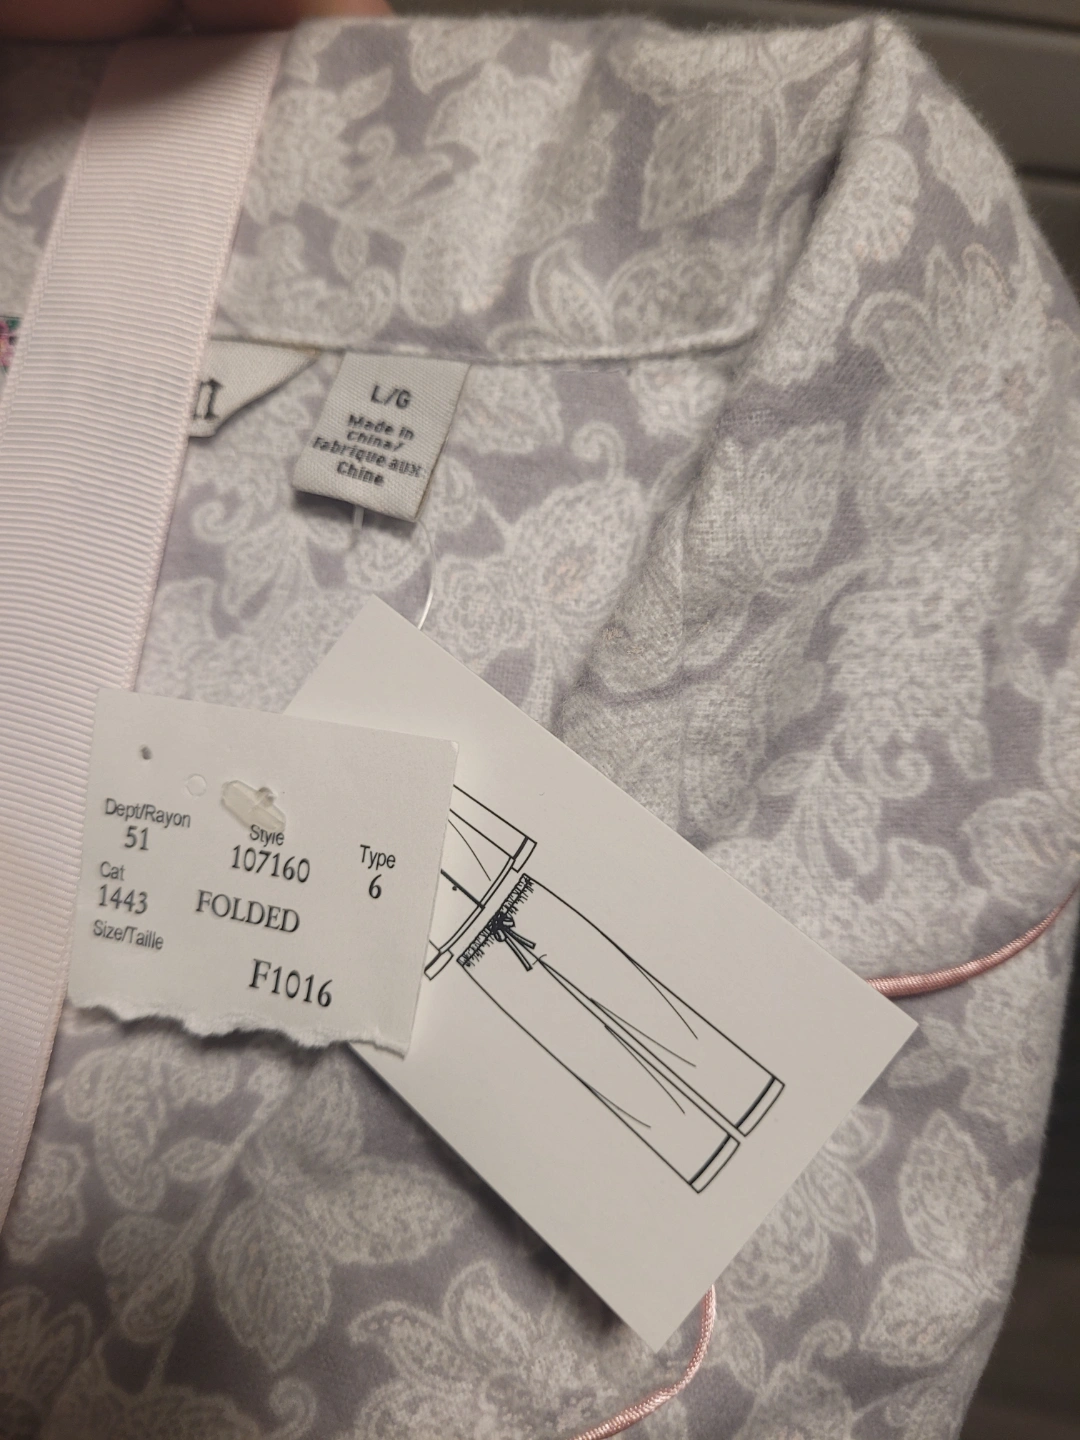 L/G
Made in
China/
Fabriqué aux
Chine
Dept/Rayon
51
Style
107160
Type
6
Cat
1443
FOLDED
Size/Taille
F1016